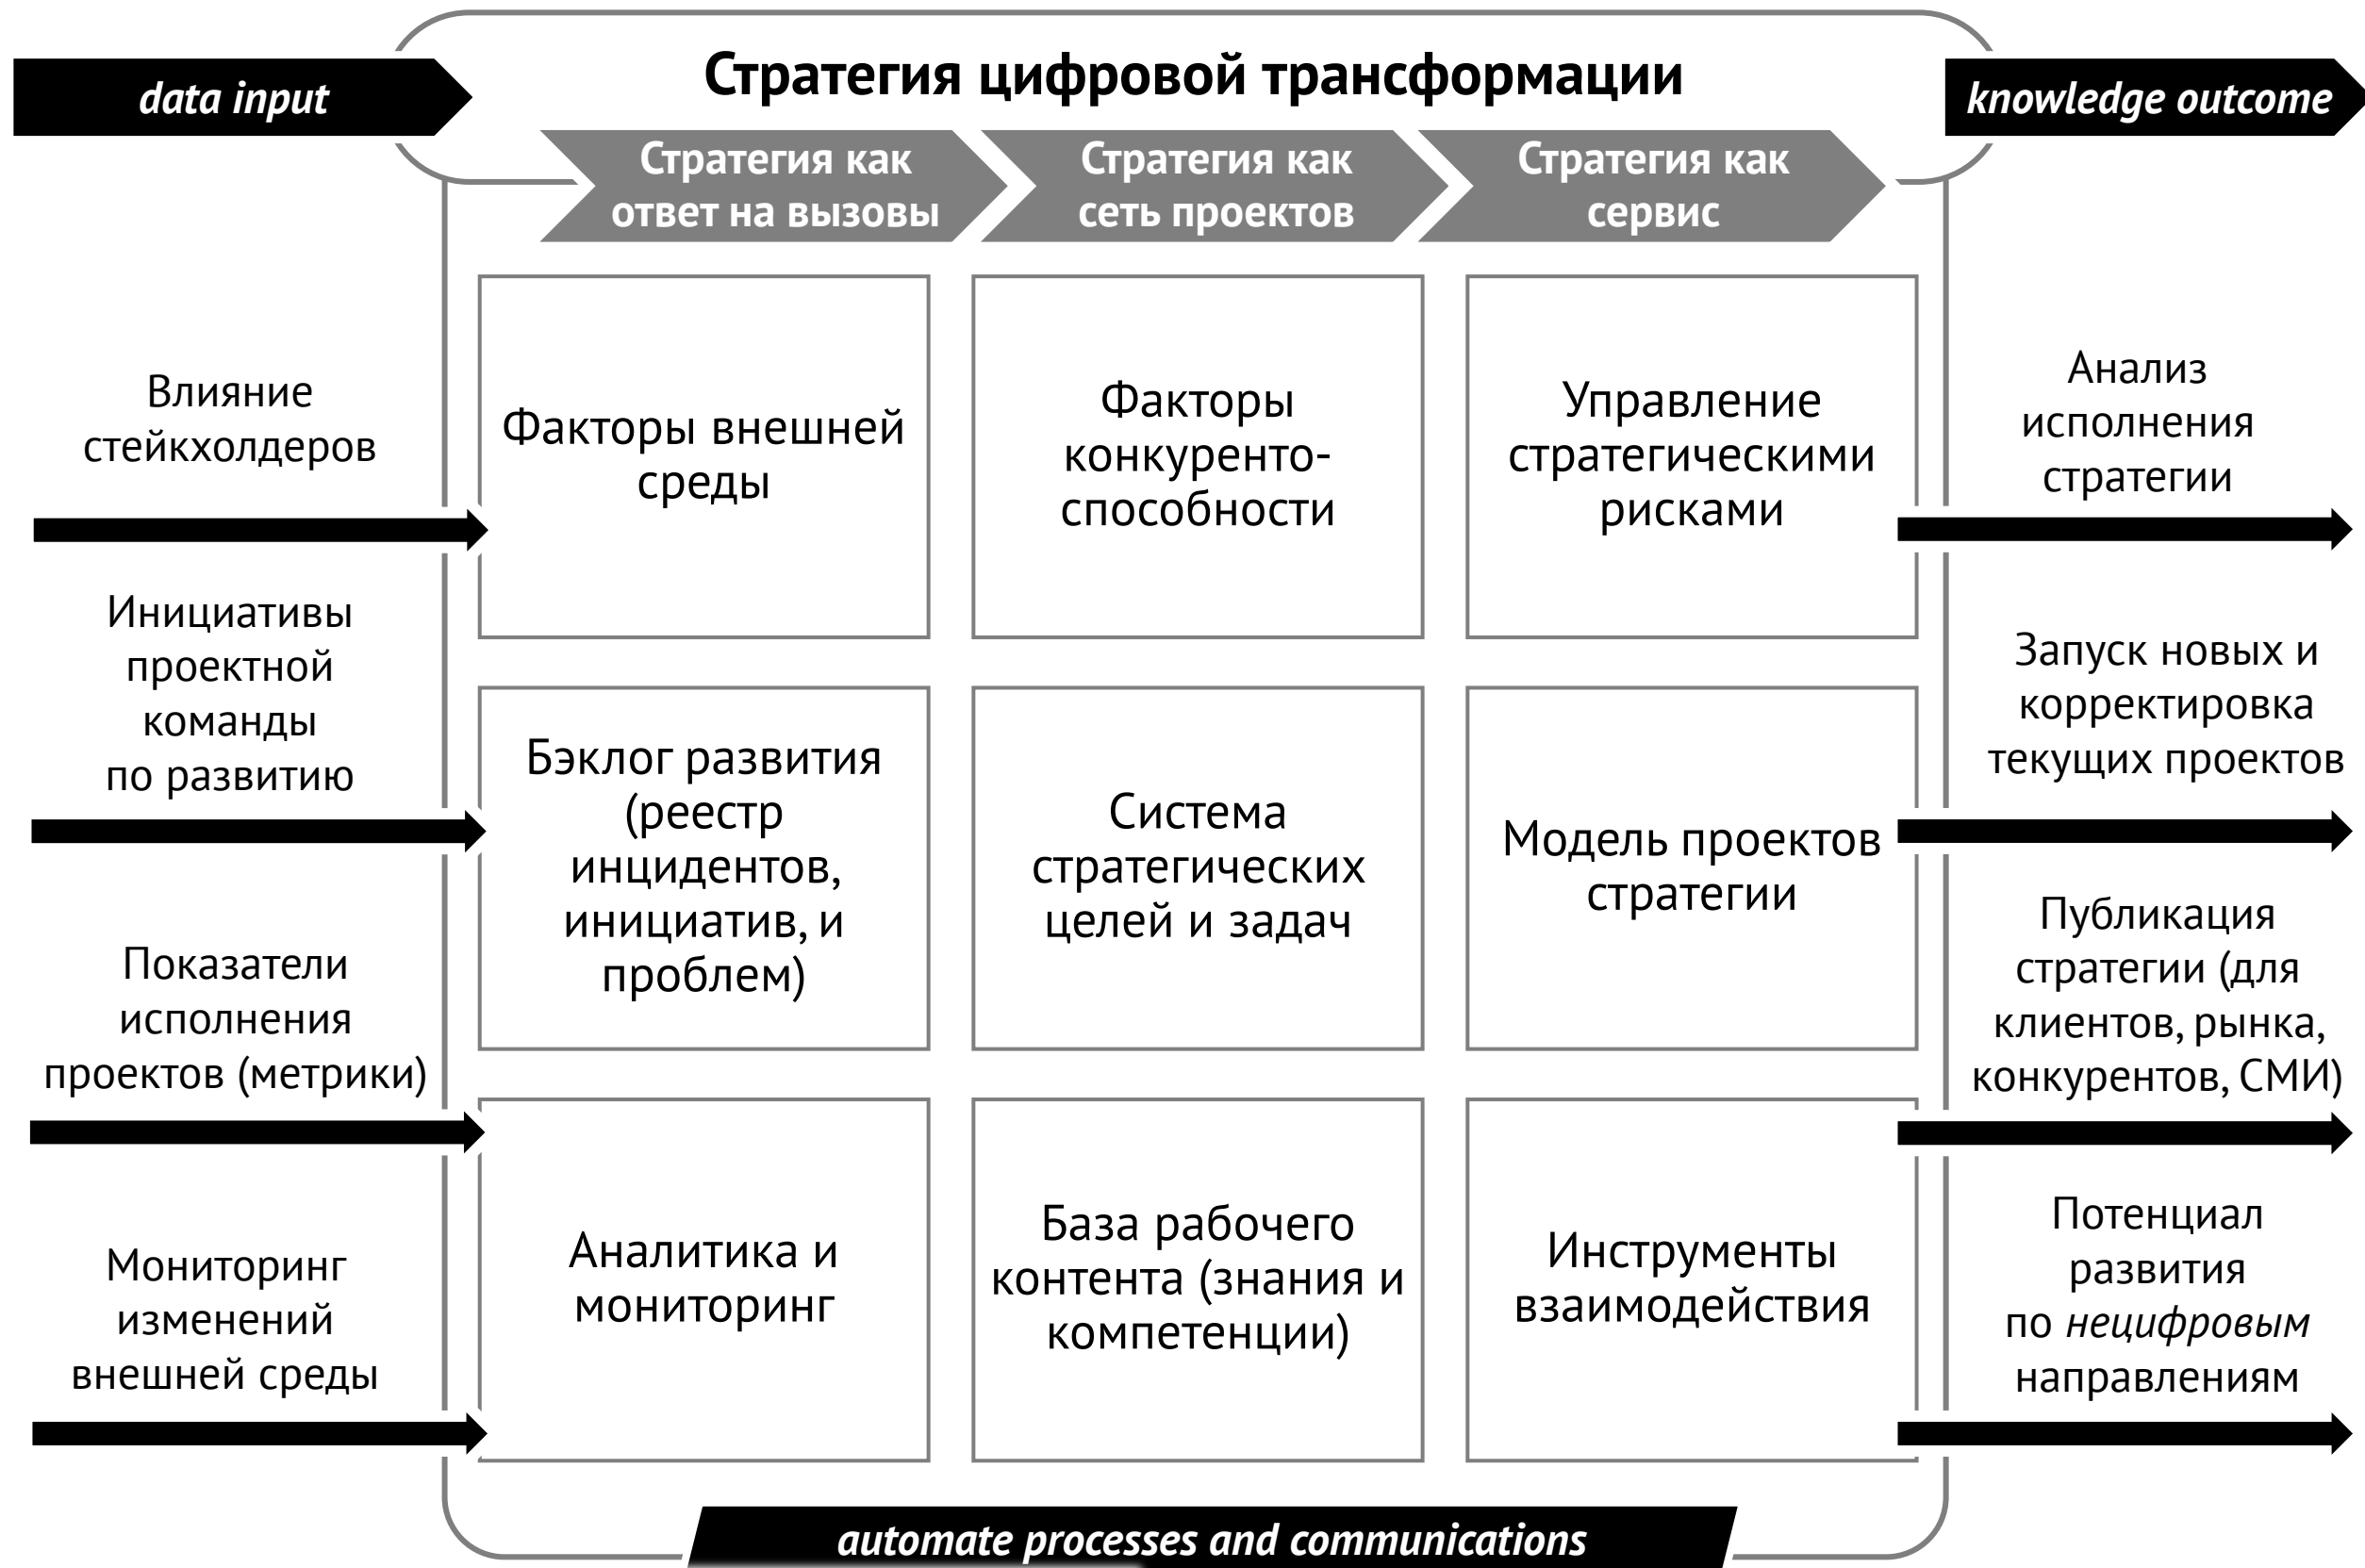 Стратегия цифровой трансформации
data input
knowledge outcome
Стратегия как
ответ на вызовы
Стратегия как
сеть проектов
Стратегия как
сервис
Влияние
стейкхолдеров
Инициативы
проектной
команды
по развитию
Показатели
исполнения
проектов (метрики)
Мониторинг
изменений
внешней среды
Факторы внешней
среды
Факторы
конкуренто-
способности
Управление
стратегическими
рисками
Бэклог развития
(реестр
инцидентов,
инициатив, и
проблем)
Система
стратегических
целей и задач
Модель проектов
стратегии
Аналитика и
мониторинг
База рабочего
контента (знания и
компетенции)
Инструменты
взаимодействия
Анализ
исполнения
стратегии
Запуск новых и
корректировка
текущих проектов
Публикация
стратегии (для
клиентов, рынка,
конкурентов, СМИ)
Потенциал
развития
по нецифровым
направлениям
automate processes and communications